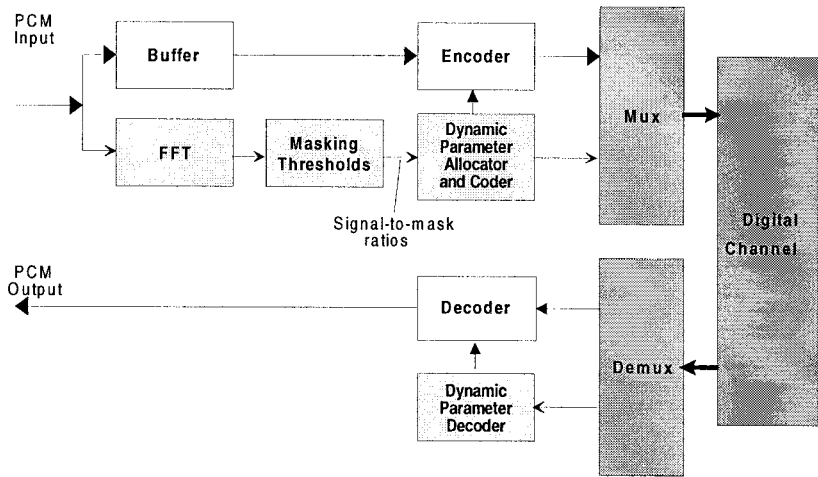 PCM
Input
Buffer
Encoder
Mux
FFT
Masking
Thresholds
Dynamic
Parameter
Allocator
and Coder
Signal-to-mask
ratios
Digital
Channel
PCM
Output
Decoder
Demux
Dynamic
Parameter
Decoder